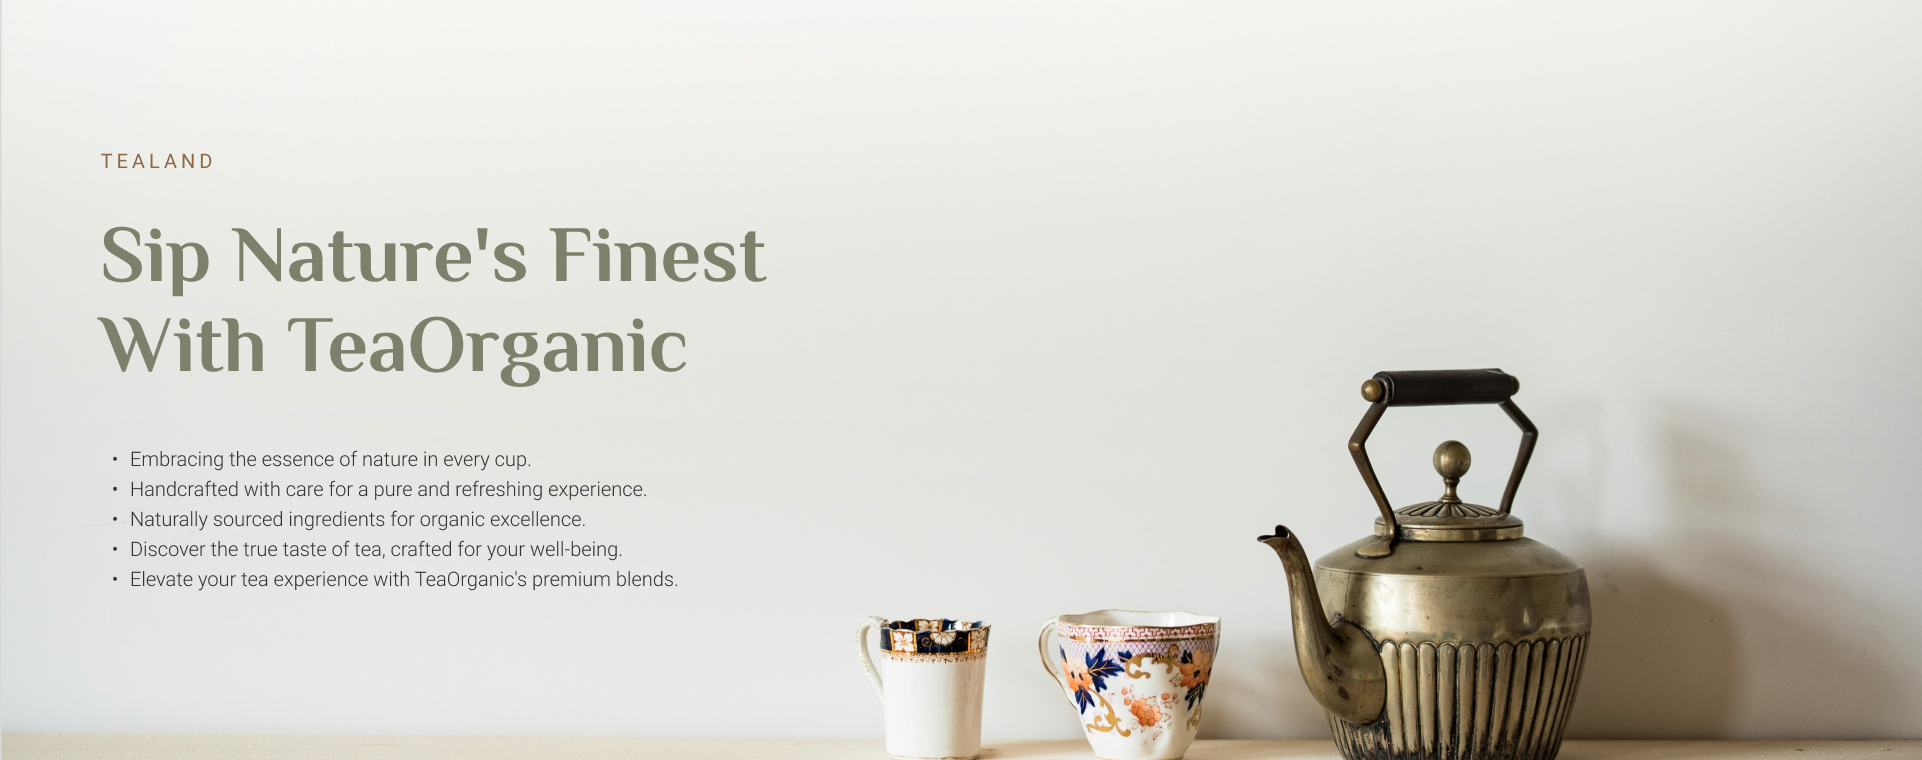 TEALAND
Sip Nature's Finest
With TeaOrganic
• Embracing the essence of nature in every cup.
• Handcrafted with care for a pure and refreshing experience.
• Naturally sourced ingredients for organic excellence.
• Discover the true taste of tea, crafted for your well-being.
• Elevate your tea experience with TeaOrganic's premium blends.